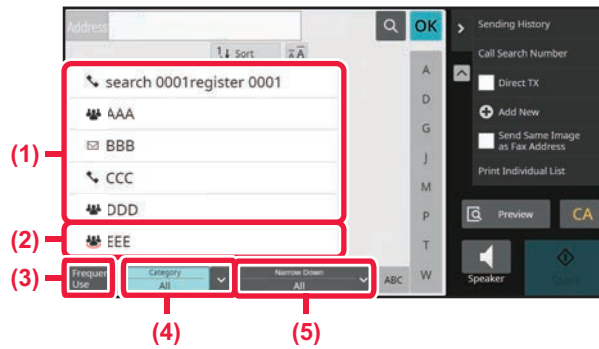 Address
OK
Sort
A
search 0001register 0001
AAA
BBB
CCC
DDD
EEE
A
D
G
J
M
P
T
W
ABC
Frequent
Use
Category
All
Narrow Down
All
Sending History
Call Search Number
Direct TX
Add New
Send Same Image
as Fax Address
Print Individual List
Preview
CA
Speaker
Start
(1)
(2)
(3)
(4)
(5)